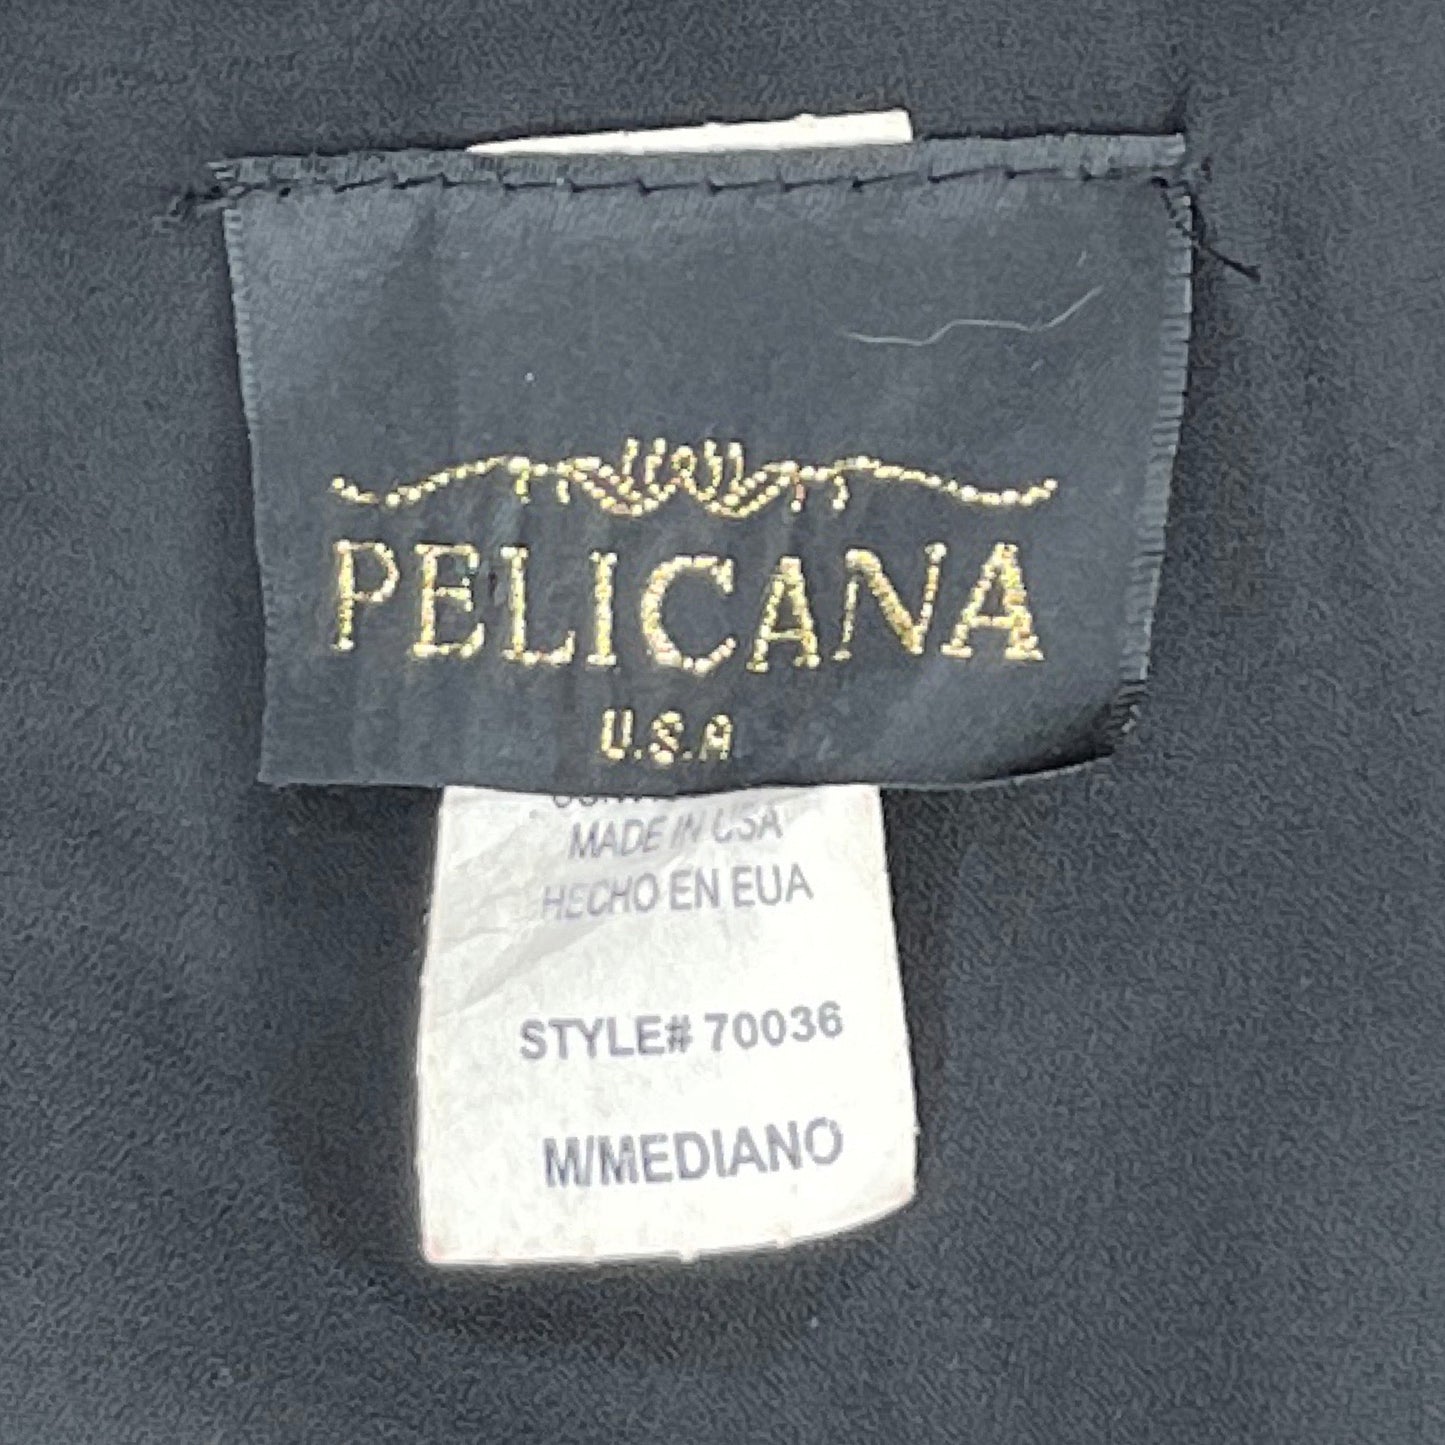 PELICANA
U.S.A
MADE IN USA
HECHO EN EUA
STYLE# 70036
M/MEDIANO